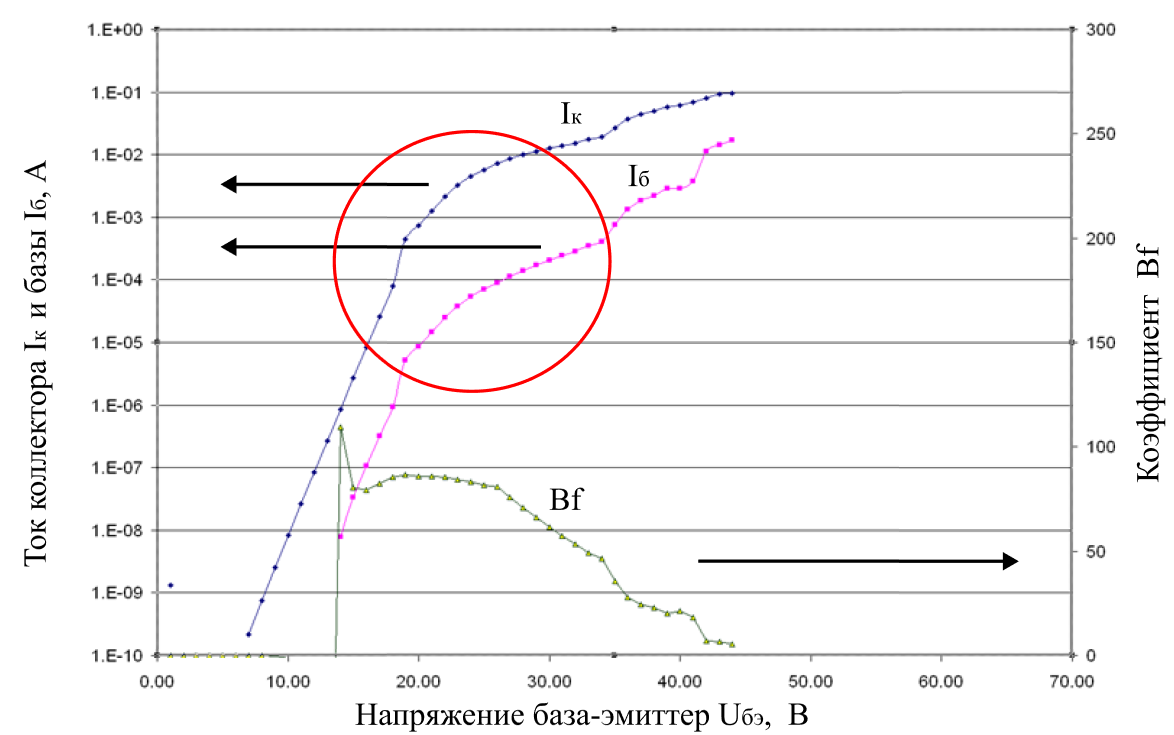 Ток коллектора Iк и базы Iб, А
1.E+00
1.E-01
1.E-02
1.E-03
1.E-04
1.E-05
1.E-06
1.E-07
1.E-08
1.E-09
1.E-10
Iк
Iб
Bf
300
250
200
150
100
50
0
Коэффициент Bf
0.00 10.00 20.00 30.00 40.00 50.00 60.00 70.00
Напряжение база-эмиттер Uбэ, В